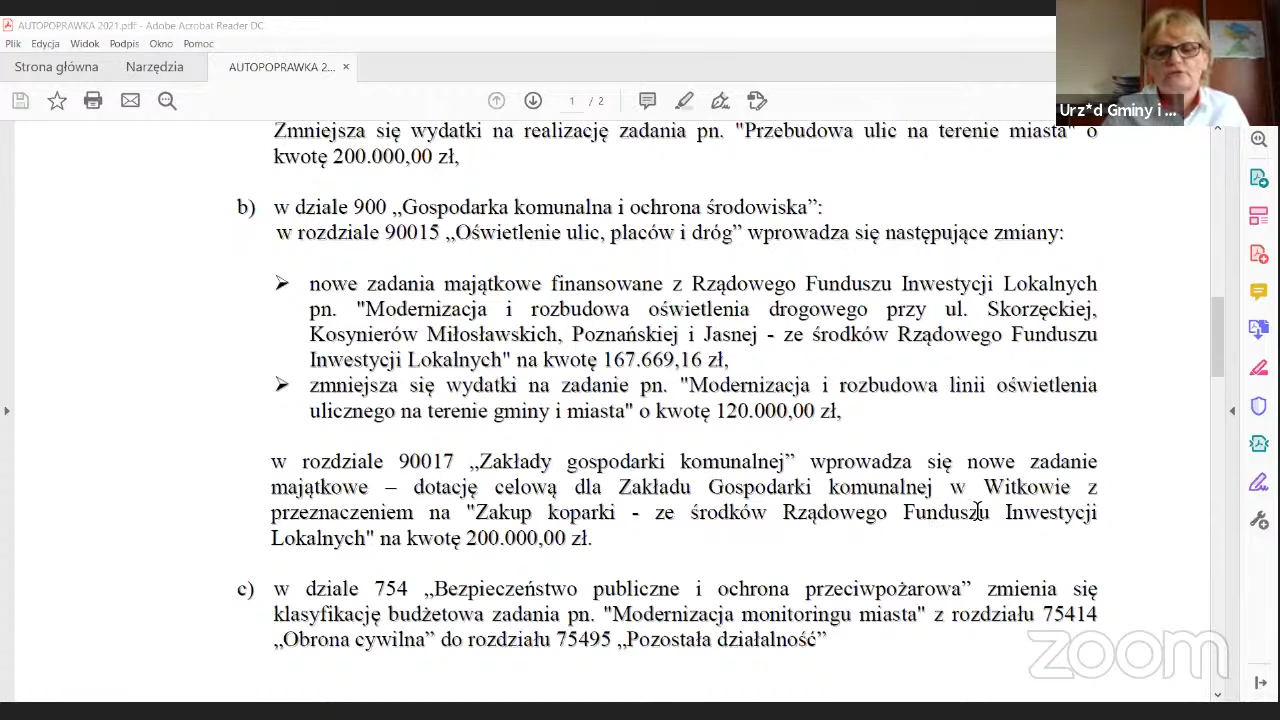 AUTOPOPRAWKA 2021.pdf - Adobe Acrobat Reader DC
Plik Edycja Widok Podpis Okno Pomoc
Strona główna Narzędzia AUTOPOPRAWKA 2... ×
1 / 2
Urz*d Gminy i ...
Zmniejsza się wydatki na realizację zadania pn. "Przebudowa ulic na terenie miasta" o
kwotę 200.000,00 zł,
b) w dziale 900 „Gospodarka komunalna i ochrona środowiska”:
w rozdziale 90015 „Oświetlenie ulic, placów i dróg” wprowadza się następujące zmiany:
nowe zadania majątkowe finansowane z Rządowego Funduszu Inwestycji Lokalnych
pn. "Modernizacja i rozbudowa oświetlenia drogowego przy ul. Skorzęckiej,
Kosynierów Miłosławskich, Poznańskiej i Jasnej - ze środków Rządowego Funduszu
Inwestycji Lokalnych" na kwotę 167.669,16 zł,
zmniejsza się wydatki na zadanie pn. "Modernizacja i rozbudowa linii oświetlenia
ulicznego na terenie gminy i miasta" o kwotę 120.000,00 zł,
w rozdziale 90017 „Zakłady gospodarki komunalnej” wprowadza się nowe zadanie
majątkowe – dotację celową dla Zakładu Gospodarki komunalnej w Witkowie z
przeznaczeniem na "Zakup koparki - ze środków Rządowego Funduszu Inwestycji
Lokalnych" na kwotę 200.000,00 zł.
c) w dziale 754 „Bezpieczeństwo publiczne i ochrona przeciwpożarowa” zmienia się
klasyfikację budżetowa zadania pn. "Modernizacja monitoringu miasta" z rozdziału 75414
„Obrona cywilna” do rozdziału 75495 „Pozostała działalność”
zoom